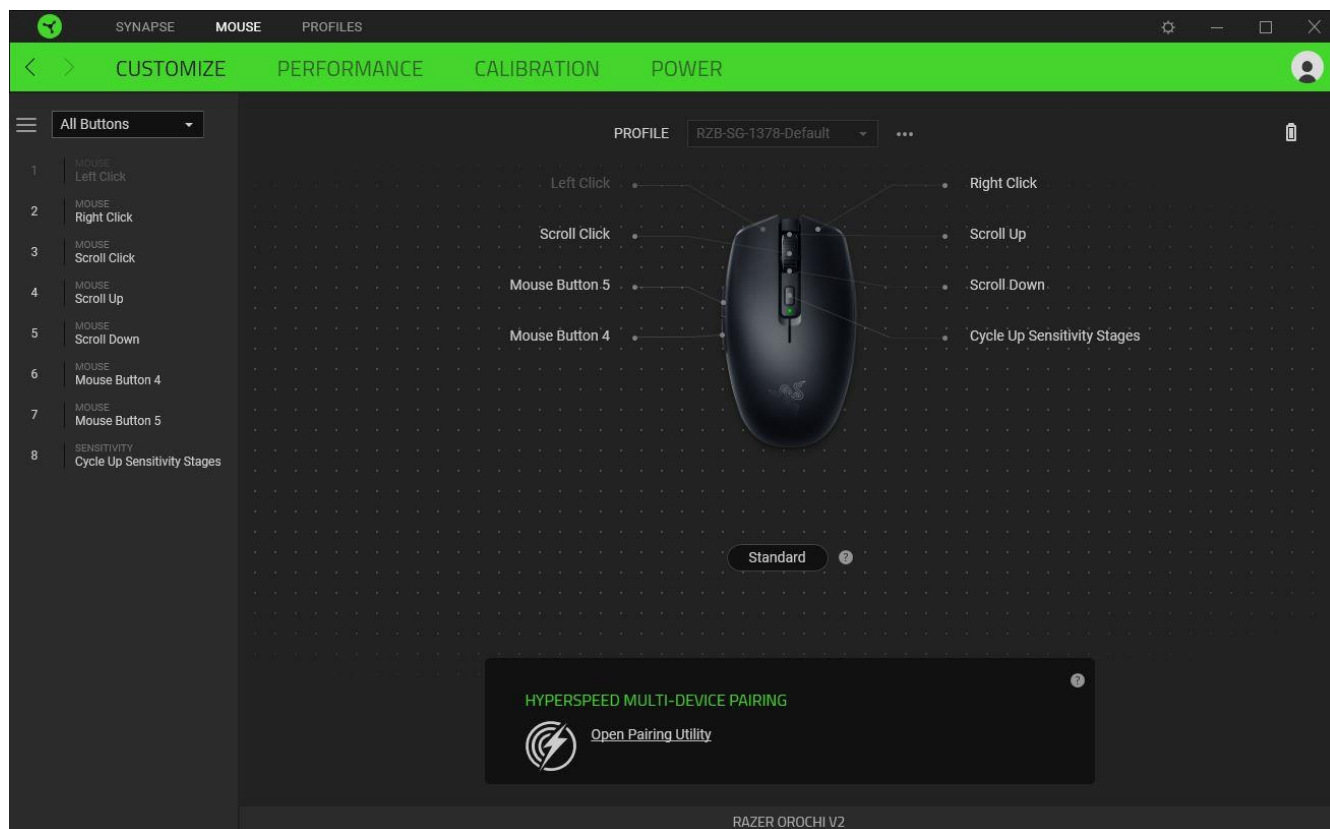 SYNAPSE MOUSE PROFILES
CUSTOMIZE PERFORMANCE CALIBRATION POWER
All Buttons
PROFILE RZB-SG-1378-Default
1 MOUSE
Left Click
2 MOUSE
Right Click
3 MOUSE
Scroll Click
4 MOUSE
Scroll Up
5 MOUSE
Scroll Down
6 MOUSE
Mouse Button 4
7 MOUSE
Mouse Button 5
8 SENSITIVITY
Cycle Up Sensitivity Stages
Left Click Right Click
Scroll Click Scroll Up
Mouse Button 5 Scroll Down
Mouse Button 4 Cycle Up Sensitivity Stages
Standard ?
HYPERSPEED MULTI-DEVICE PAIRING ?
Open Pairing Utility
RAZER OROCHI V2